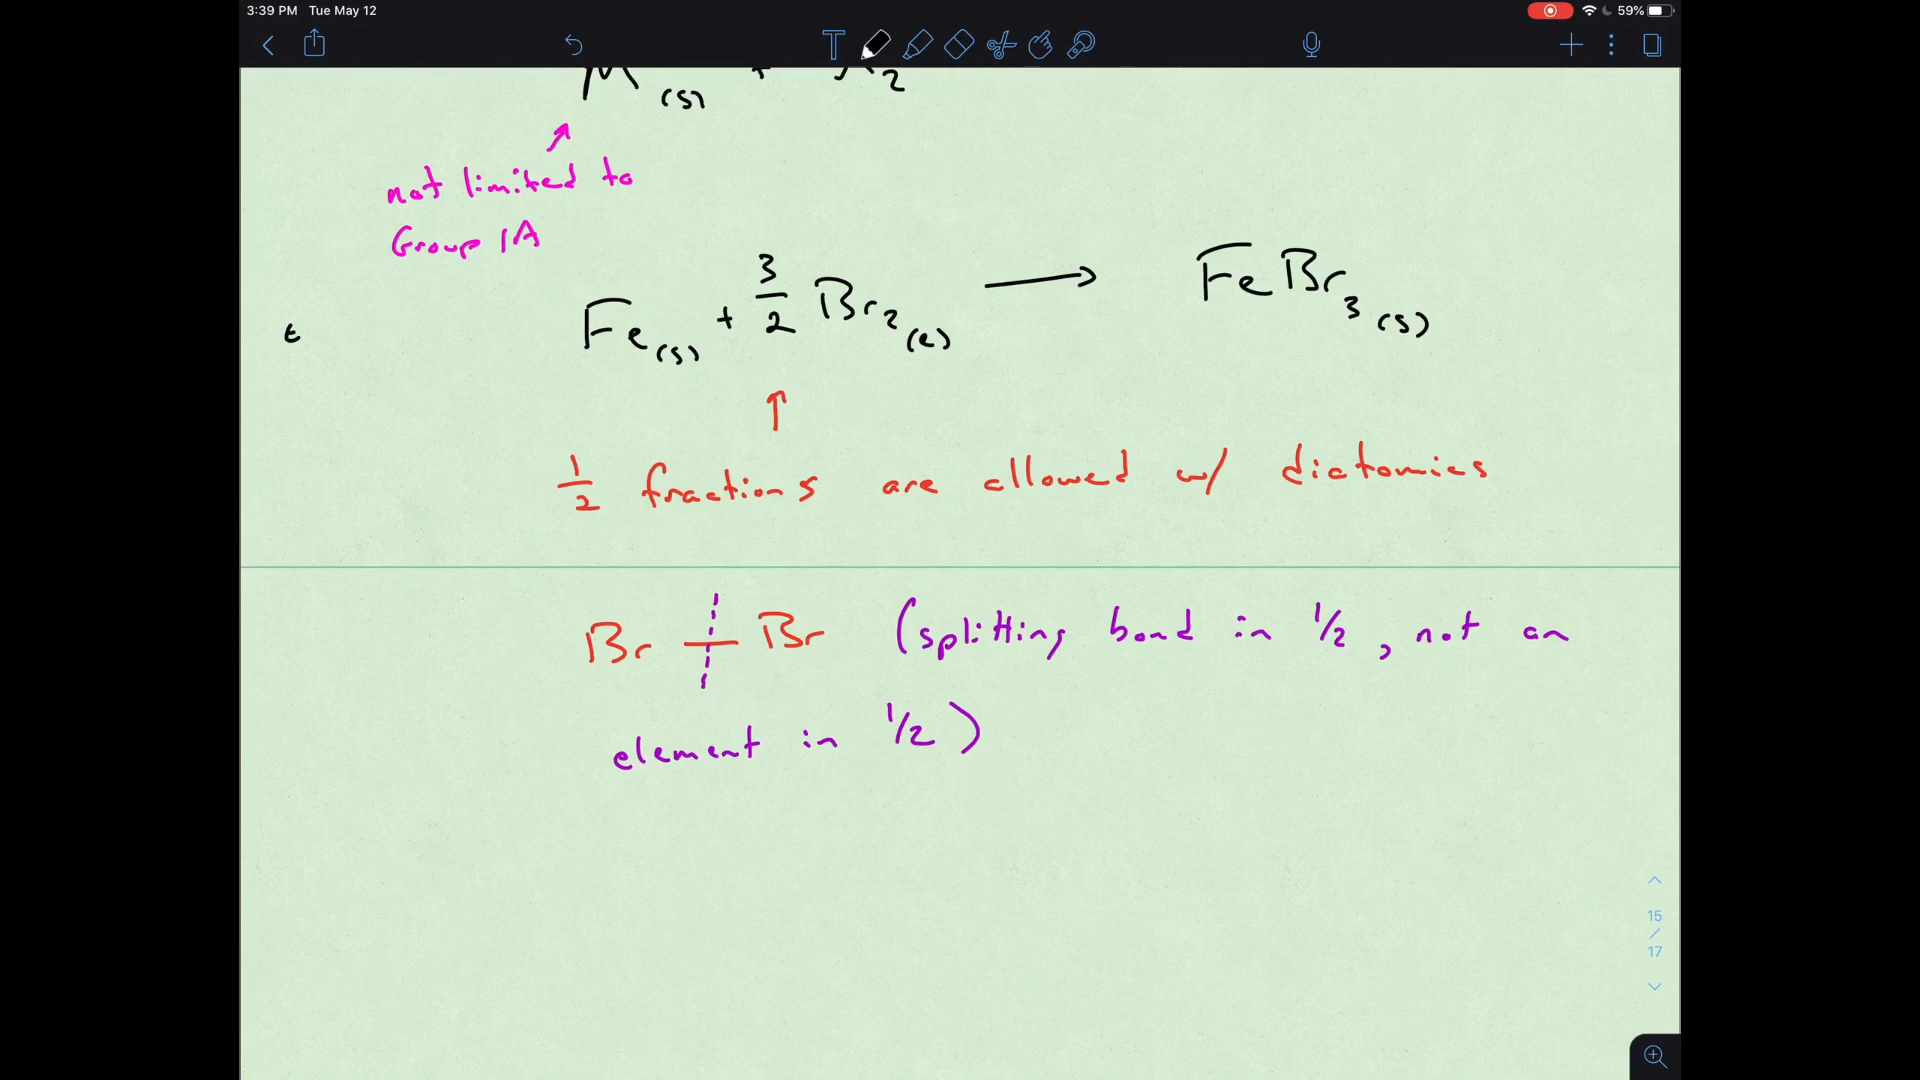 3:39 PM Tue May 12
59%
T
(s) + 2
not limited to
Group 1A
Fe(s) + 3/2 Br2(l) → FeBr3(s)
t
↑
1/2 fractions are allowed w/ diatomics
Br — Br (splitting bond in 1/2, not an
element in 1/2)
15
/
17